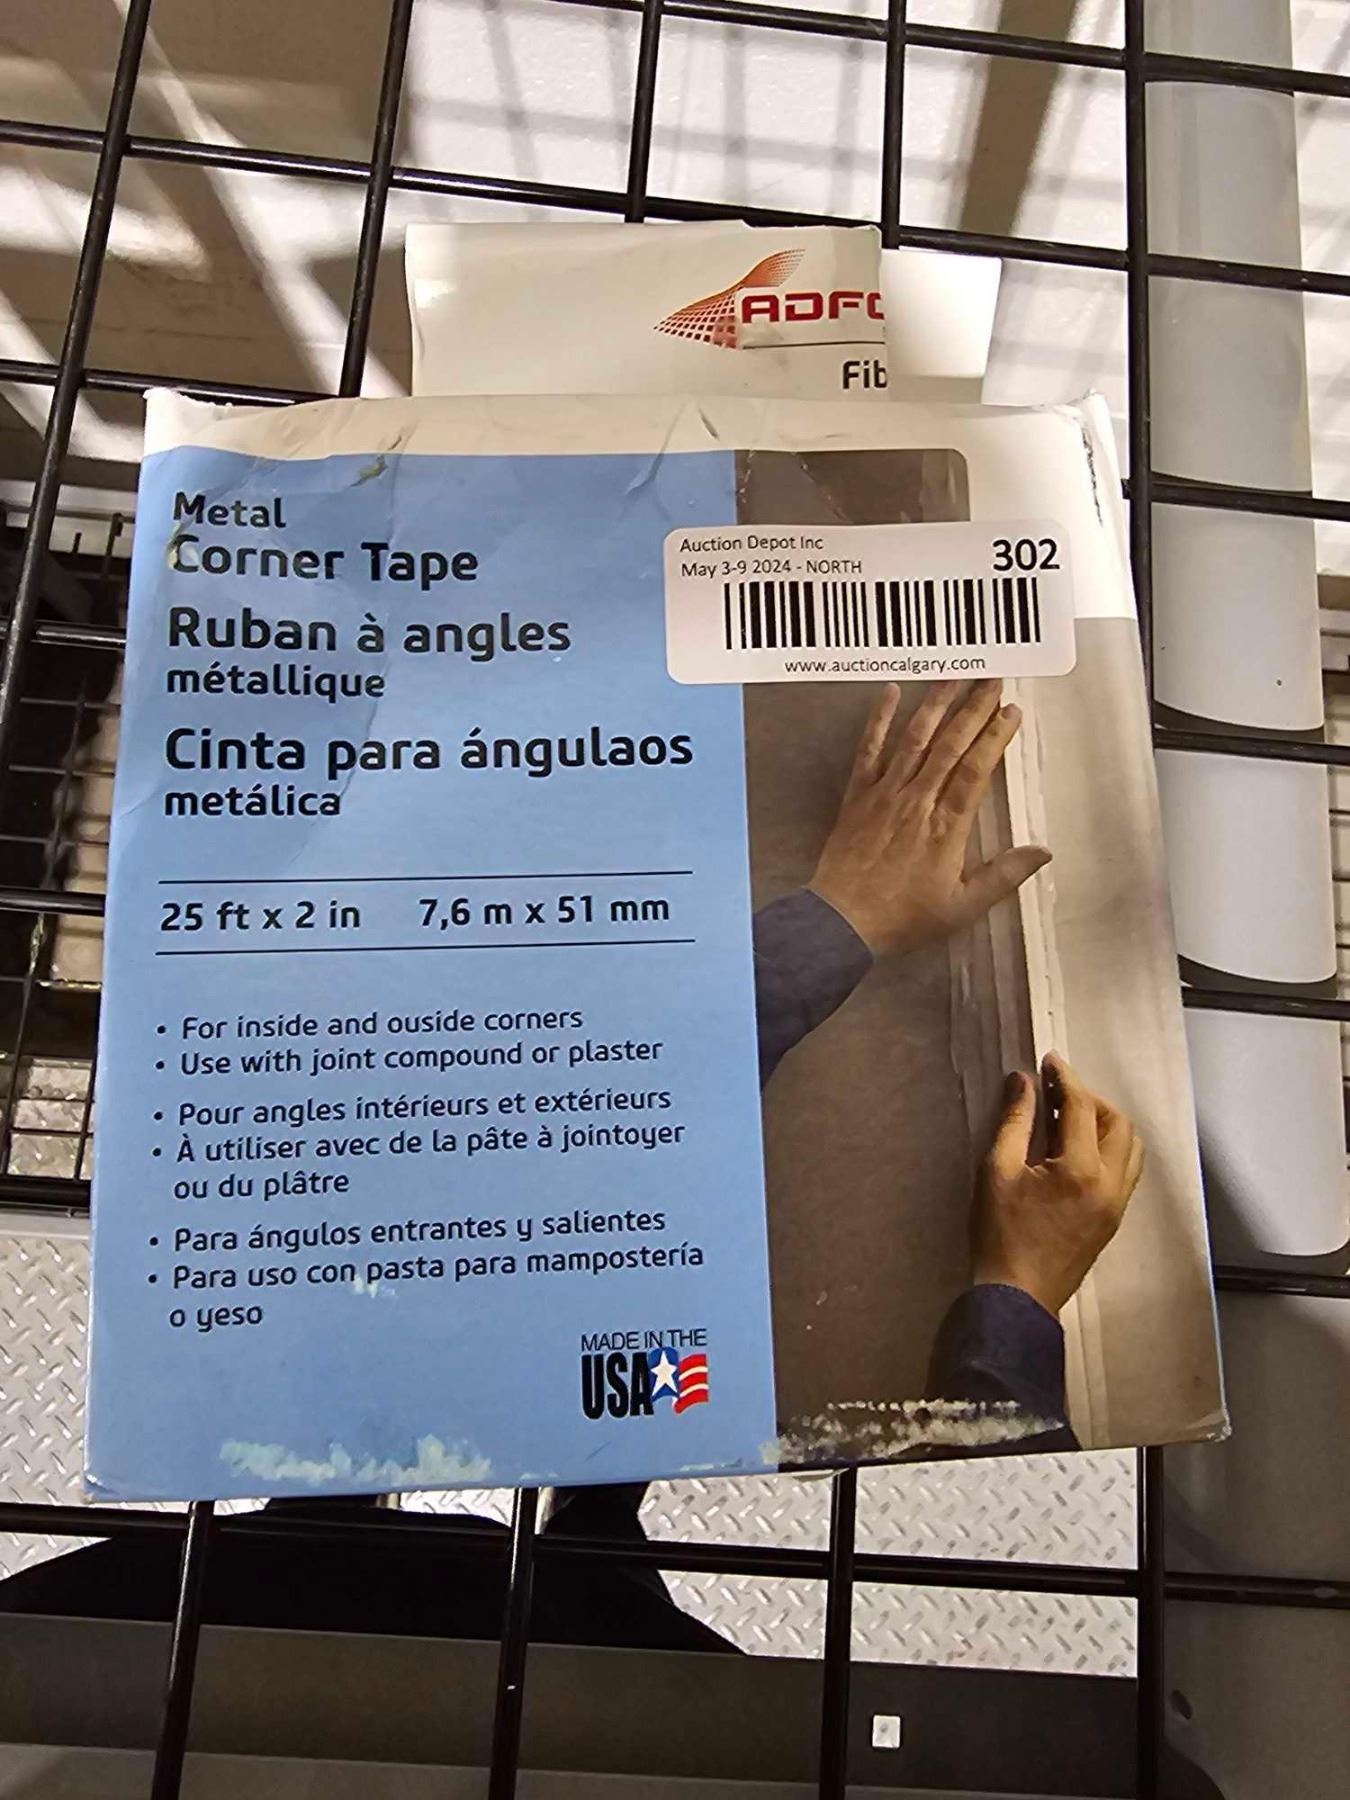 ADFO
Fib
Metal
Corner Tape
Ruban à angles
métallique
Cinta para ángulaos
metálica
25 ft x 2 in 7,6 m x 51 mm
• For inside and ouside corners
• Use with joint compound or plaster
• Pour angles intérieurs et extérieurs
• À utiliser avec de la pâte à jointoyer
ou du plâtre
• Para ángulos entrantes y salientes
• Para uso con pasta para mampostería
o yeso
MADE IN THE
USA
Auction Depot Inc
302
May 3-9 2024 - NORTH
www.auctioncalgary.com